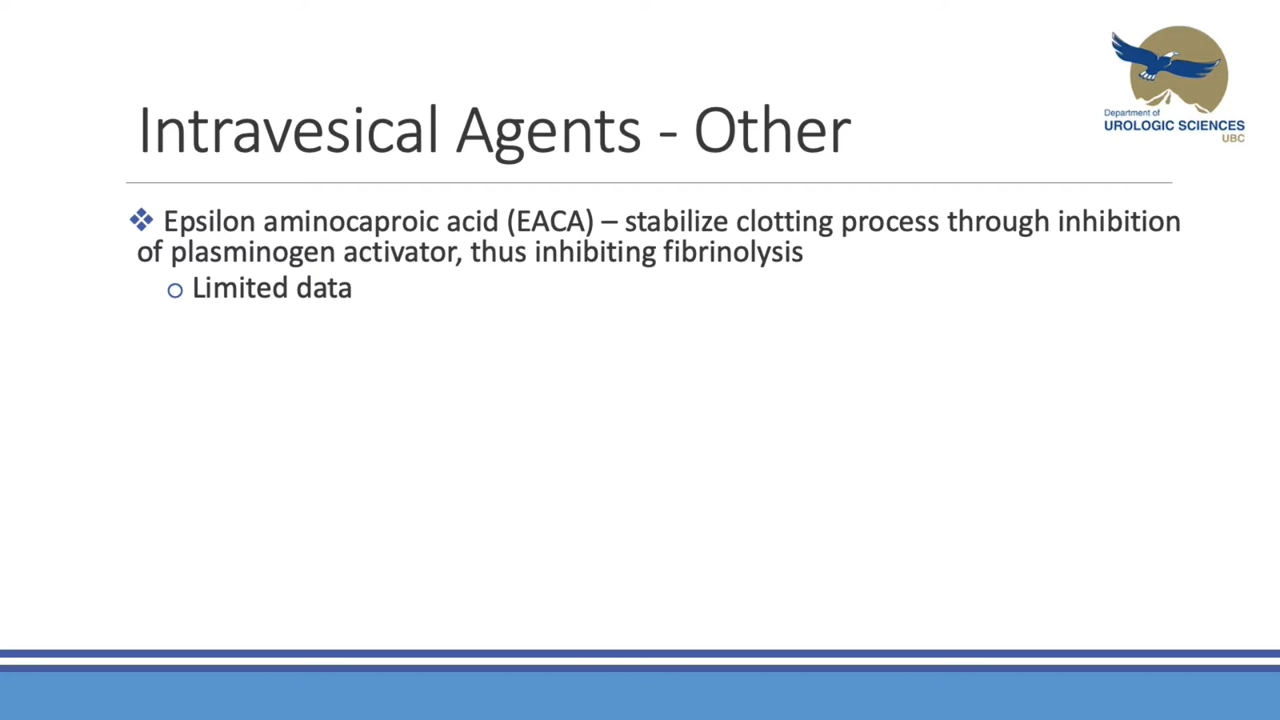 Department of
UROLOGIC SCIENCES
UBC
Intravesical Agents - Other
❖ Epsilon aminocaproic acid (EACA) – stabilize clotting process through inhibition
of plasminogen activator, thus inhibiting fibrinolysis
o Limited data